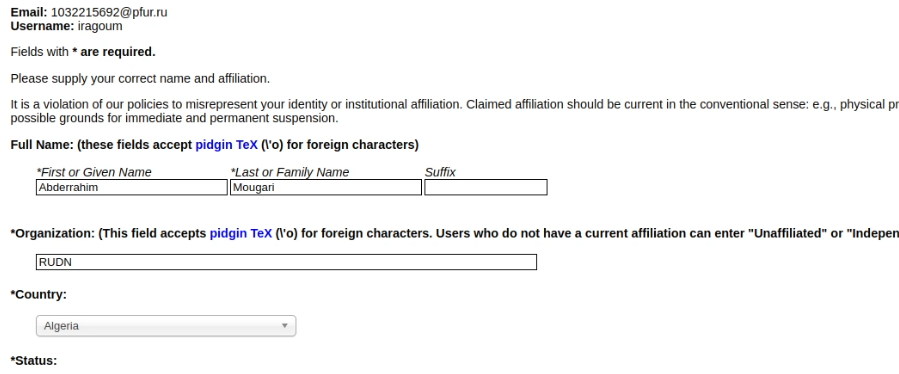 Email: 1032215692@pfur.ru
Username: iragoum
Fields with * are required.
Please supply your correct name and affiliation.
It is a violation of our policies to misrepresent your identity or institutional affiliation. Claimed affiliation should be current in the conventional sense: e.g., physical pr
possible grounds for immediate and permanent suspension.
Full Name: (these fields accept pidgin TeX (\'o) for foreign characters)
*First or Given Name *Last or Family Name Suffix
Abderrahim Mougari
*Organization: (This field accepts pidgin TeX (\'o) for foreign characters. Users who do not have a current affiliation can enter "Unaffiliated" or "Indepen
RUDN
*Country:
Algeria
*Status: